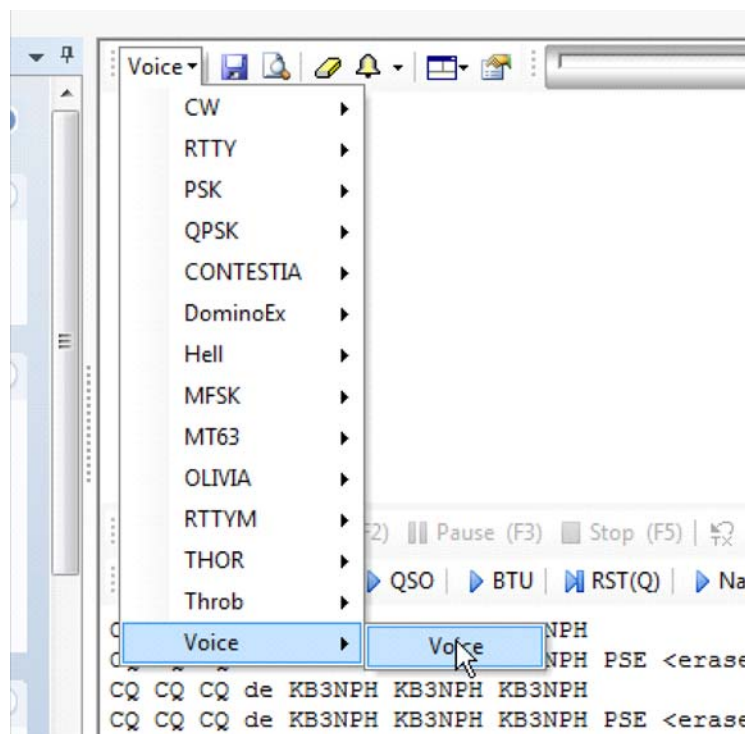 Voice
CW
RTTY
PSK
QPSK
CONTESTIA
DominoEx
Hell
MFSK
MT63
OLIVIA
RTTYM
THOR
Throb
Voice
Voice
F2) Pause (F3) Stop (F5) TX
QSO BTU RST(Q) Na
NPH
NPH PSE <erase
CQ CQ CQ de KB3NPH KB3NPH KB3NPH
CQ CQ CQ de KB3NPH KB3NPH KB3NPH PSE <erase